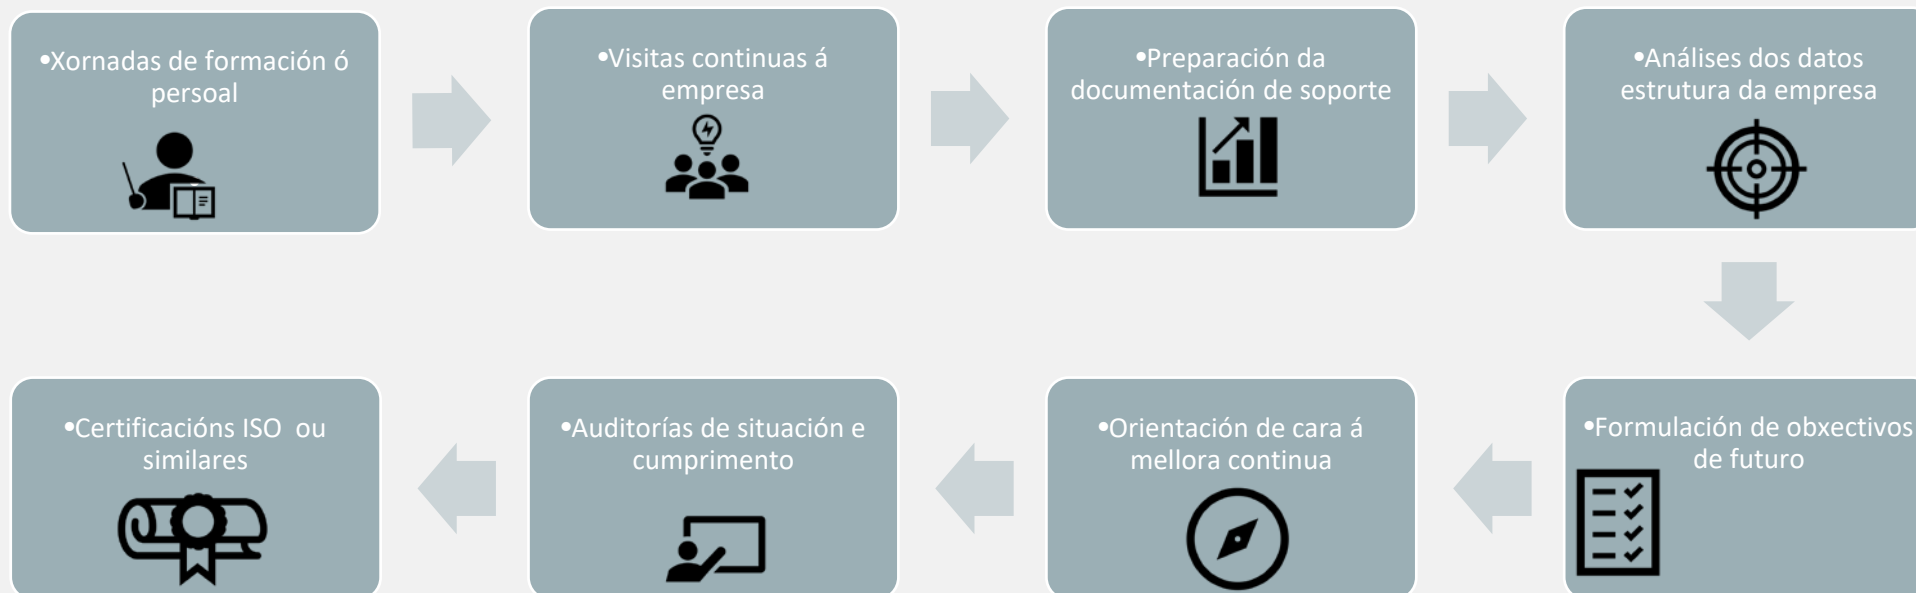 •Xornadas de formación ó
persoal
•Visitas continuas á
empresa
•Preparación da
documentación de soporte
•Análises dos datos
estrutura da empresa
•Formulación de obxectivos
de futuro
•Orientación de cara á
mellora continua
•Auditorías de situación e
cumprimento
•Certificacións ISO  ou
similares